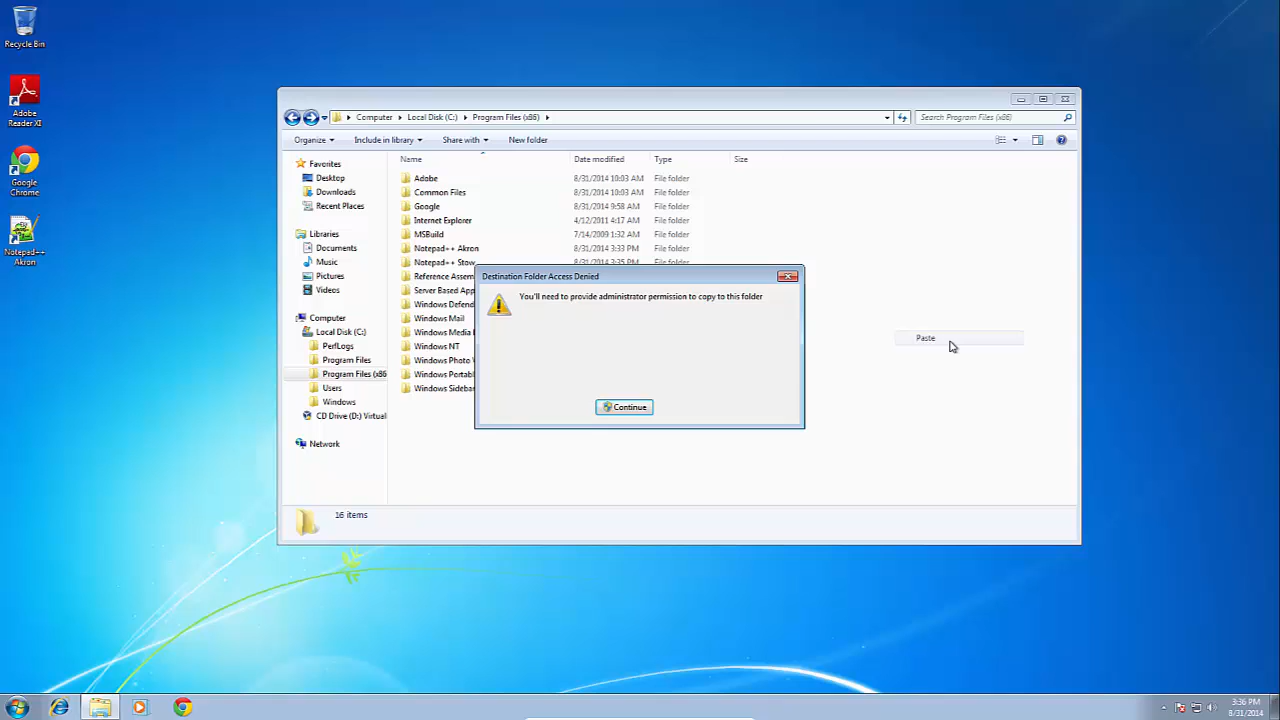 Recycle Bin
Adobe
Reader XI
Google
Chrome
Notepad++
Akron
Computer Local Disk (C:) Program Files (x86)
Search Program Files (x86)
Organize Include in library Share with New folder
Name Date modified Type Size
Favorites
Desktop
Downloads
Recent Places
Libraries
Documents
Music
Pictures
Videos
Computer
Local Disk (C:)
PerfLogs
Program Files
Program Files (x86
Users
Windows
CD Drive (D:) Virtual
Network
Adobe 8/31/2014 10:03 AM File folder
Common Files 8/31/2014 10:03 AM File folder
Google 8/31/2014 9:58 AM File folder
Internet Explorer 4/12/2011 4:17 AM File folder
MSBuild 7/14/2009 1:32 AM File folder
Notepad++ Akron 8/31/2014 3:33 PM File folder
Notepad++ Stow 8/31/2014 3:35 PM File folder
Reference Assem
Server Based App
Windows Defend
Windows Mail
Windows Media
Windows NT
Windows Photo
Windows Portab
Windows Sidebar
Destination Folder Access Denied
You'll need to provide administrator permission to copy to this folder
Continue
Paste
16 items
3:36 PM
8/31/2014